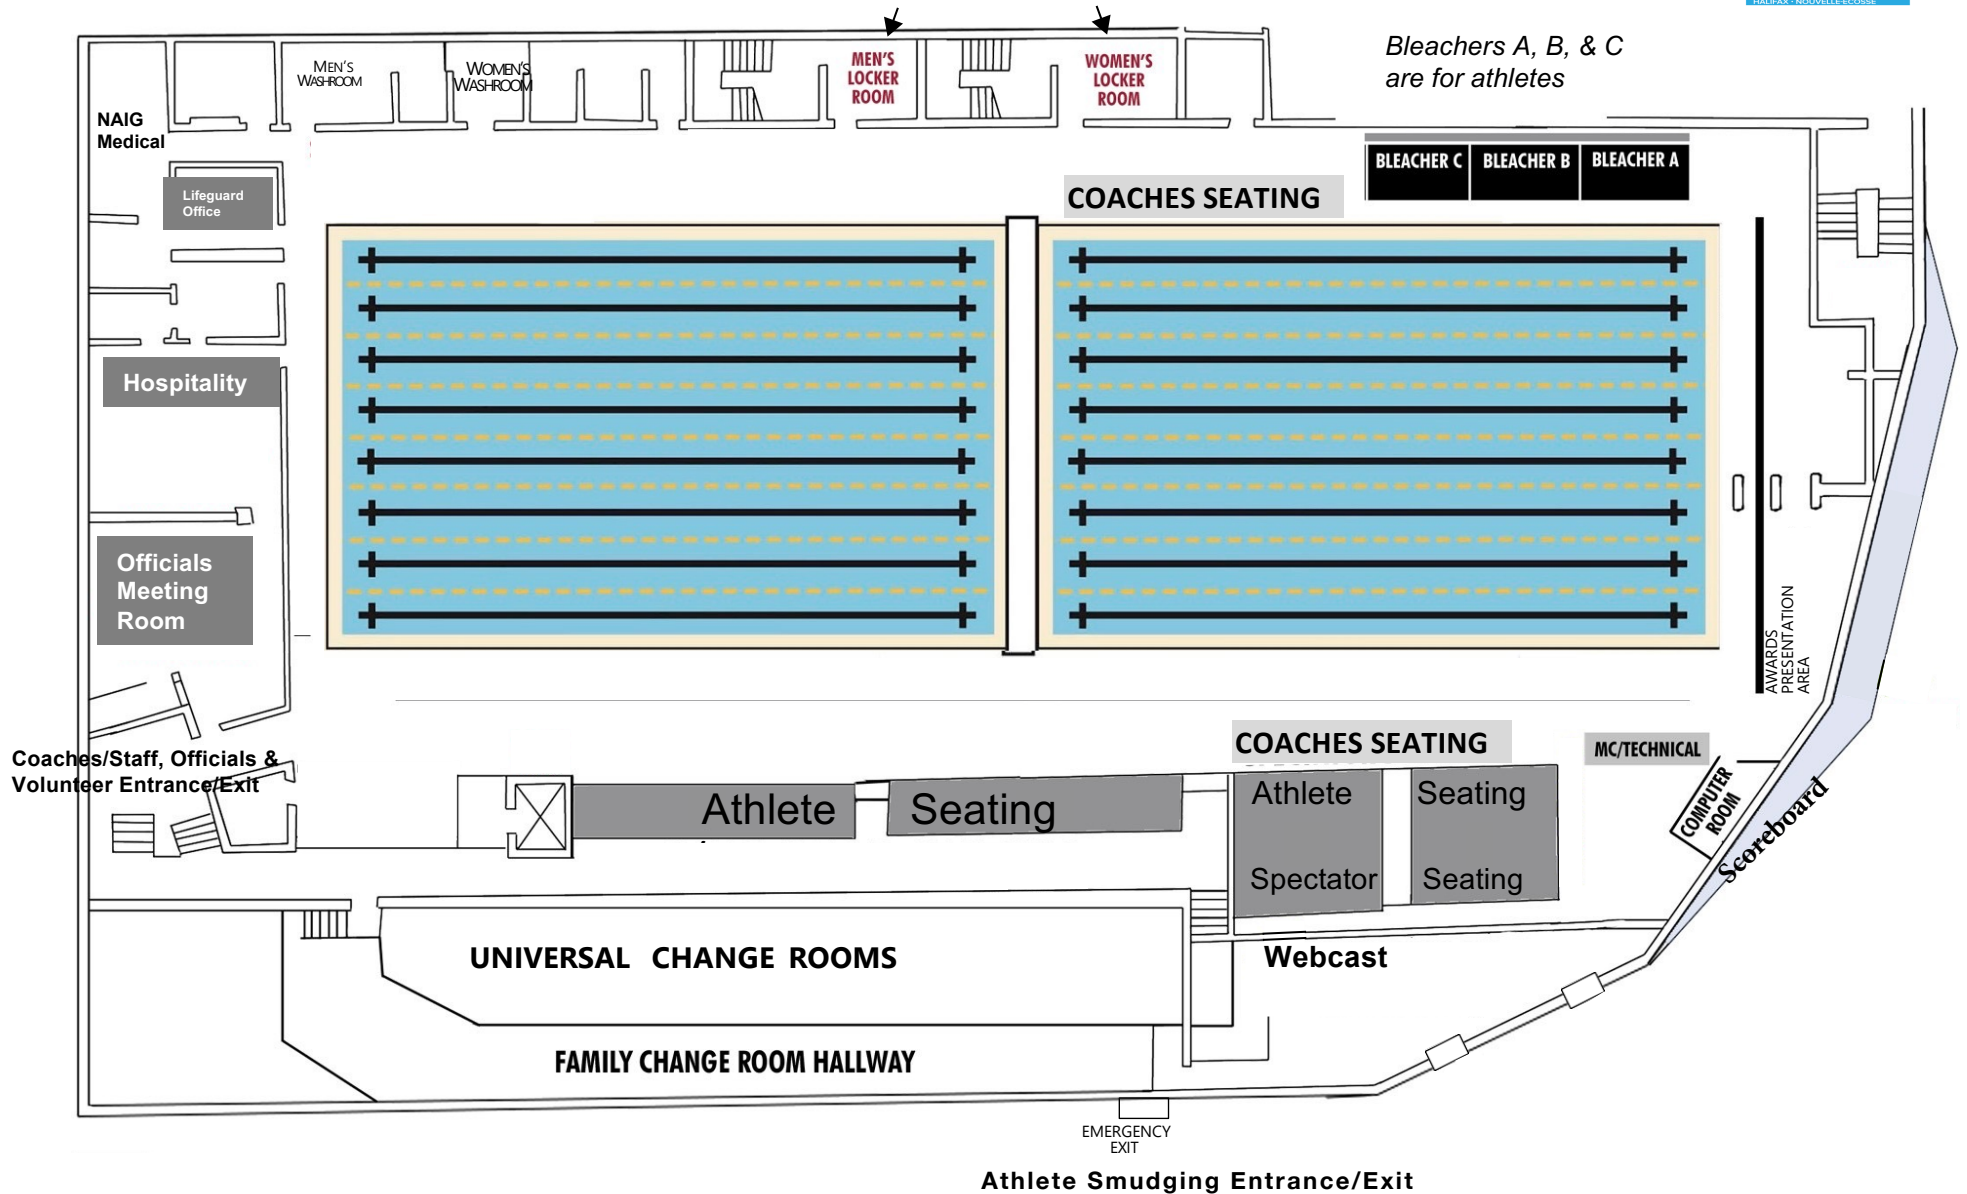 HALIFAX • NOUVELLE-ÉCOSSE
Bleachers A, B, & C
are for athletes
MEN'S
WASHROOM
WOMEN'S
WASHROOM
MEN'S
LOCKER
ROOM
WOMEN'S
LOCKER
ROOM
NAIG
Medical
BLEACHER C
BLEACHER B
BLEACHER A
Lifeguard
Office
COACHES SEATING
Hospitality
Officials
Meeting
Room
AWARDS
PRESENTATION
AREA
Coaches/Staff, Officials &
Volunteer Entrance/Exit
COACHES SEATING
MC/TECHNICAL
Athlete Seating
Athlete Seating
COMPUTER
ROOM
Scoreboard
Spectator Seating
UNIVERSAL CHANGE ROOMS
Webcast
FAMILY CHANGE ROOM HALLWAY
EMERGENCY
EXIT
Athlete Smudging Entrance/Exit